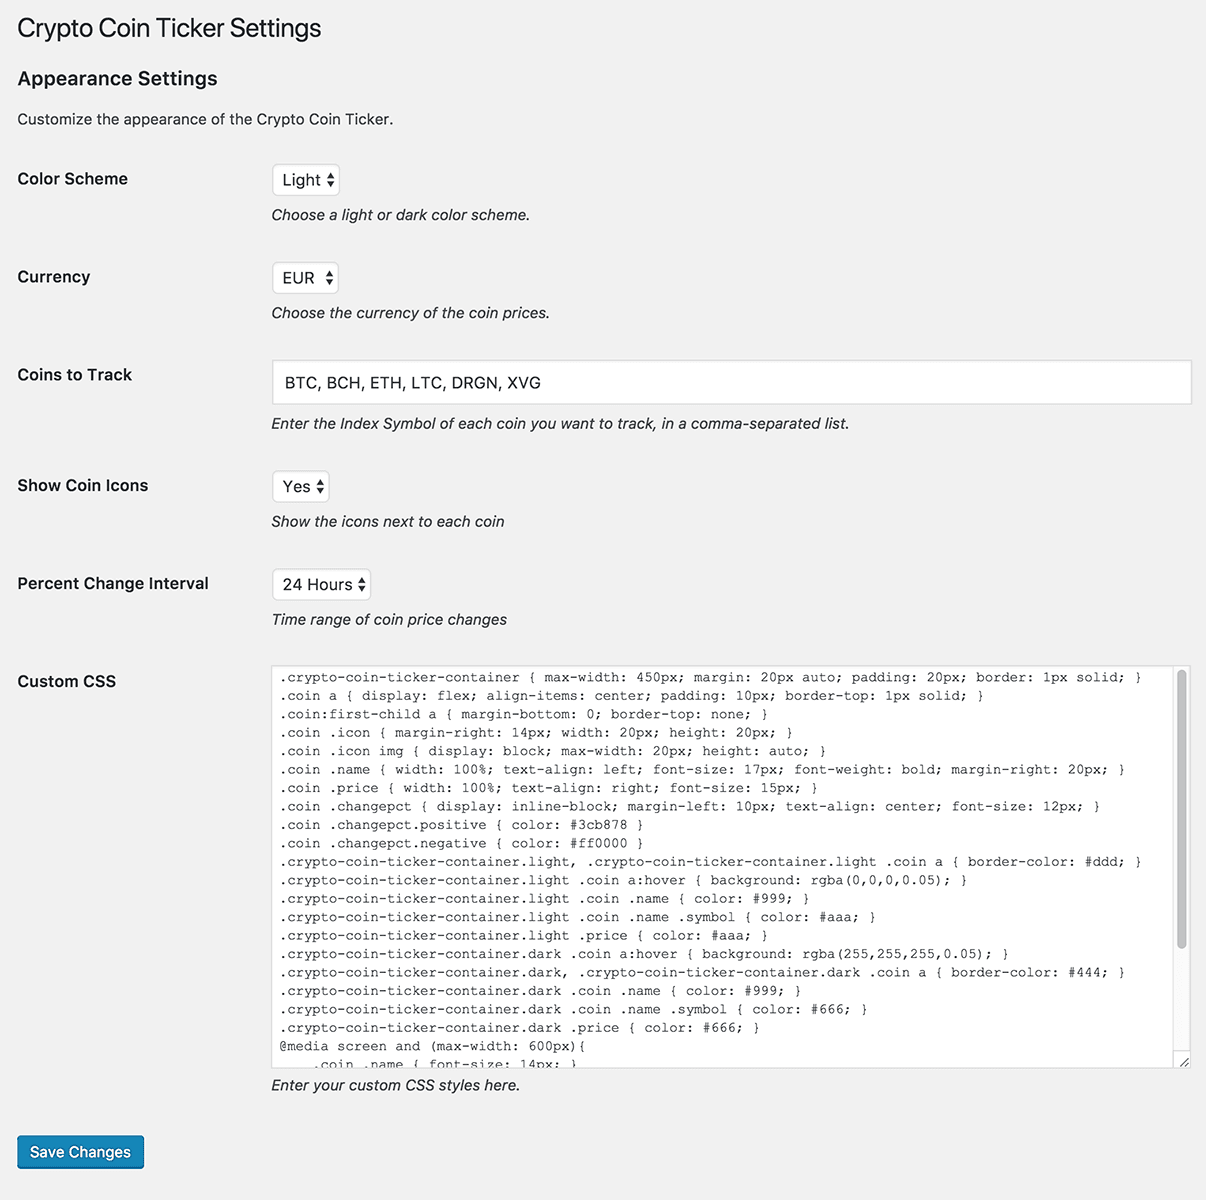 Crypto Coin Ticker Settings
Appearance Settings
Customize the appearance of the Crypto Coin Ticker.
Color Scheme
Light
Choose a light or dark color scheme.
Currency
EUR
Choose the currency of the coin prices.
Coins to Track
BTC, BCH, ETH, LTC, DRGN, XVG
Enter the Index Symbol of each coin you want to track, in a comma-separated list.
Show Coin Icons
Yes
Show the icons next to each coin
Percent Change Interval
24 Hours
Time range of coin price changes
Custom CSS
.crypto-coin-ticker-container { max-width: 450px; margin: 20px auto; padding: 20px; border: 1px solid; }
.coin a { display: flex; align-items: center; padding: 10px; border-top: 1px solid; }
.coin:first-child a { margin-bottom: 0; border-top: none; }
.coin .icon { margin-right: 14px; width: 20px; height: 20px; }
.coin .icon img { display: block; max-width: 20px; height: auto; }
.coin .name { width: 100%; text-align: left; font-size: 17px; font-weight: bold; margin-right: 20px; }
.coin .price { width: 100%; text-align: right; font-size: 15px; }
.coin .changepct { display: inline-block; margin-left: 10px; text-align: center; font-size: 12px; }
.coin .changepct.positive { color: #3cb878 }
.coin .changepct.negative { color: #ff0000 }
.crypto-coin-ticker-container.light, .crypto-coin-ticker-container.light .coin a { border-color: #ddd; }
.crypto-coin-ticker-container.light .coin a:hover { background: rgba(0,0,0,0.05); }
.crypto-coin-ticker-container.light .coin .name { color: #999; }
.crypto-coin-ticker-container.light .coin .name .symbol { color: #aaa; }
.crypto-coin-ticker-container.light .price { color: #aaa; }
.crypto-coin-ticker-container.dark .coin a:hover { background: rgba(255,255,255,0.05); }
.crypto-coin-ticker-container.dark, .crypto-coin-ticker-container.dark .coin a { border-color: #444; }
.crypto-coin-ticker-container.dark .coin .name { color: #999; }
.crypto-coin-ticker-container.dark .coin .name .symbol { color: #666; }
.crypto-coin-ticker-container.dark .price { color: #666; }
@media screen and (max-width: 600px){
.coin .name { font-size: 14px; }
Enter your custom CSS styles here.
Save Changes